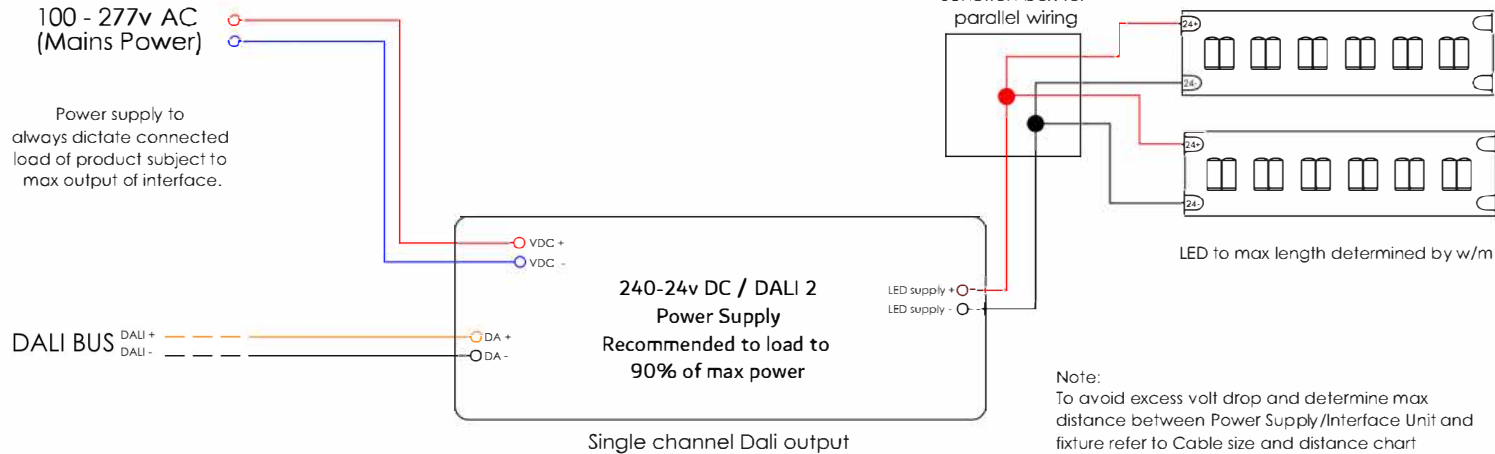 100 - 277v AC
(Mains Power)
Power supply to
always dictate connected
load of product subject to
max output of interface.
parallel wiring
24+
24-
24+
24-
LED to max length determined by w/m
VDC +
VDC -
240-24v DC / DALI 2
Power Supply
Recommended to load to
90% of max power
LED supply +
LED supply -
DALI BUS
DALI +
DALI -
DA +
DA -
Single channel Dali output
Note:
To avoid excess volt drop and determine max
distance between Power Supply/Interface Unit and
fixture refer to Cable size and distance chart